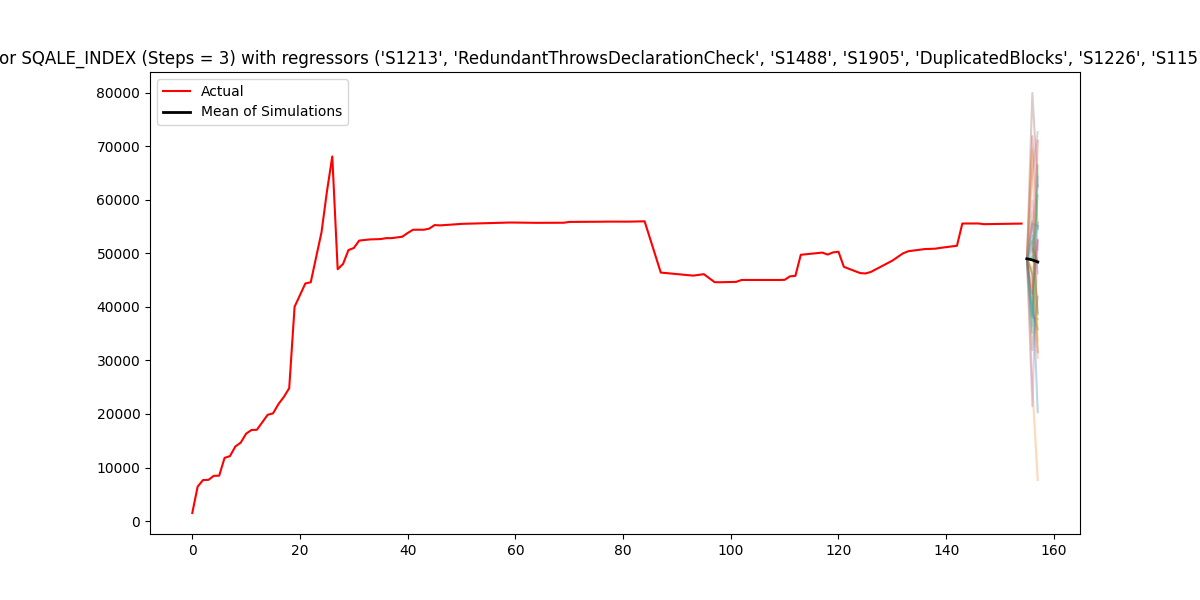 or SQALE_INDEX (Steps = 3) with regressors ('S1213', 'RedundantThrowsDeclarationCheck', 'S1488', 'S1905', 'DuplicatedBlocks', 'S1226', 'S115
Actual
Mean of Simulations
80000
70000
60000
50000
40000
30000
20000
10000
0
0 20 40 60 80 100 120 140 160